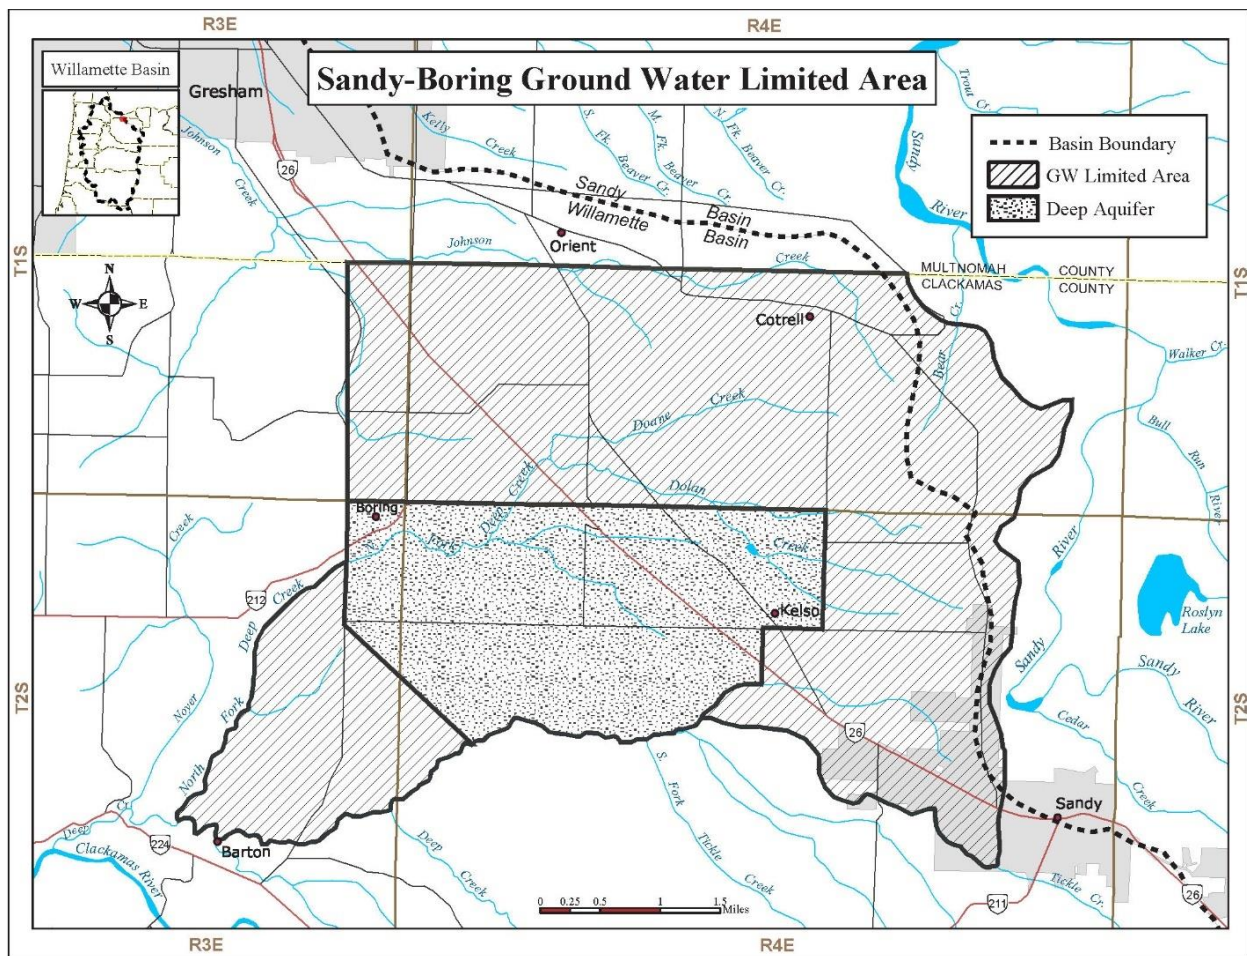 R3E
R4E
Willamette Basin
Sandy-Boring Ground Water Limited Area
Gresham
Johnson
Creek
Kelly
Creek
S.
Fk.
Beaver
Cr.
M.
Fk.
Beaver
Cr.
N.
Fk.
Beaver
Cr.
Trout
Cr.
Sandy
River
Basin Boundary
GW Limited Area
Deep Aquifer
26
Sandy
Basin
Willamette
Basin
Orient
Johnson
Creek
MULTNOMAH
COUNTY
CLACKAMAS
COUNTY
T1S
T1S
N
W
E
S
Cotrell
Cr.
Bear
Walker Cr.
Bull
Run
River
Doane
Creek
Deep
Creek
Dolan
Creek
Boring
N.
Fork
Creek
Kelso
212
Deep
Creek
Noyer
Creek
Fork
North
River
Sandy
Roslyn
Lake
Sandy
River
Cedar
Creek
T2S
T2S
26
Sandy
S.
Fork
Tickle
Creek
Deep
Creek
Deep
Cr.
224
Barton
Clackamas
River
Tickle
Cr.
211
26
0
0.25
0.5
1
1.5
Miles
R3E
R4E